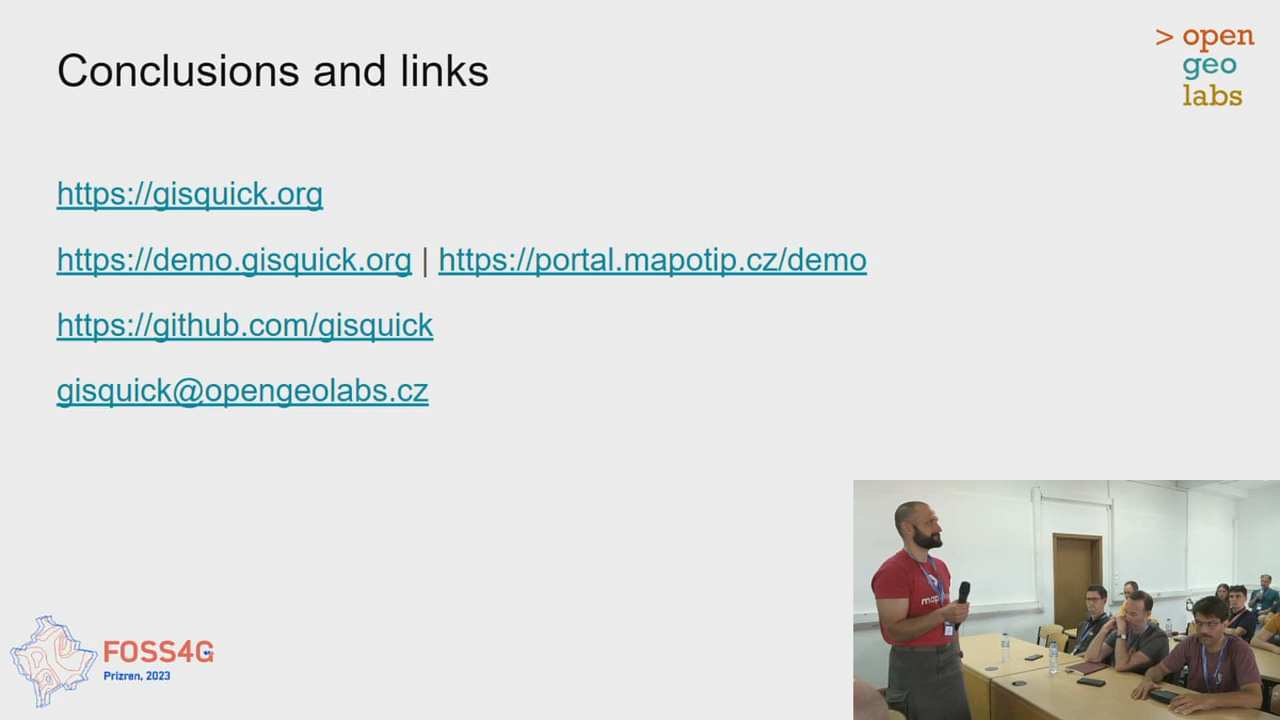 Conclusions and links
> open
geo
labs
https://gisquick.org
https://demo.gisquick.org | https://portal.mapotip.cz/demo
https://github.com/gisquick
gisquick@opengeolabs.cz
FOSS4G
Prizren, 2023